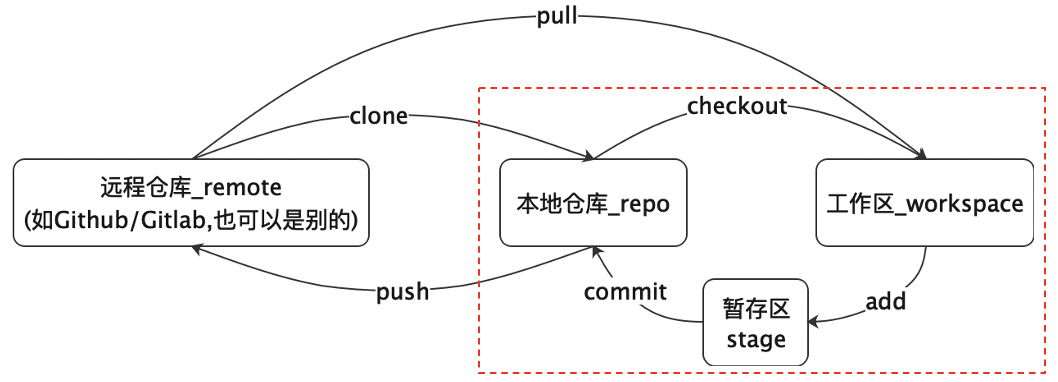 pull
clone
checkout
远程仓库_remote
(如Github/Gitlab,也可以是别的)
本地仓库_repo
工作区_workspace
push
commit
add
暂存区
stage